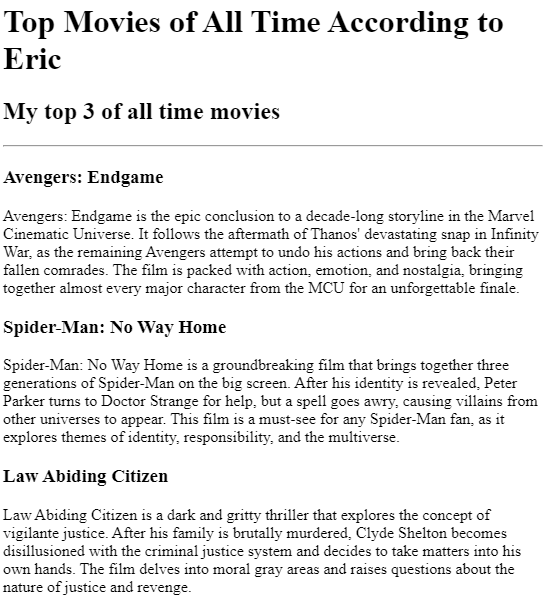 Top Movies of All Time According to
Eric
My top 3 of all time movies
Avengers: Endgame
Avengers: Endgame is the epic conclusion to a decade-long storyline in the Marvel
Cinematic Universe. It follows the aftermath of Thanos' devastating snap in Infinity
War, as the remaining Avengers attempt to undo his actions and bring back their
fallen comrades. The film is packed with action, emotion, and nostalgia, bringing
together almost every major character from the MCU for an unforgettable finale.
Spider-Man: No Way Home
Spider-Man: No Way Home is a groundbreaking film that brings together three
generations of Spider-Man on the big screen. After his identity is revealed, Peter
Parker turns to Doctor Strange for help, but a spell goes awry, causing villains from
other universes to appear. This film is a must-see for any Spider-Man fan, as it
explores themes of identity, responsibility, and the multiverse.
Law Abiding Citizen
Law Abiding Citizen is a dark and gritty thriller that explores the concept of
vigilante justice. After his family is brutally murdered, Clyde Shelton becomes
disillusioned with the criminal justice system and decides to take matters into his
own hands. The film delves into moral gray areas and raises questions about the
nature of justice and revenge.